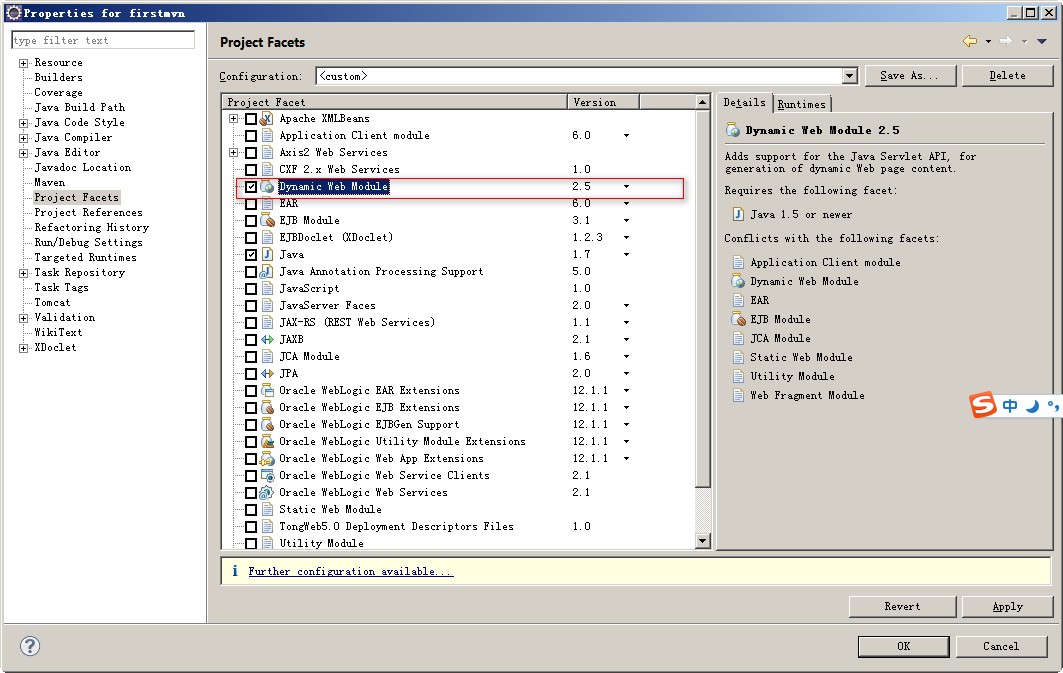 Properties for firstmvn
type filter text
Resource
Builders
Coverage
Java Build Path
Java Code Style
Java Compiler
Java Editor
Javadoc Location
Maven
Project Facets
Project References
Refactoring History
Run/Debug Settings
Targeted Runtimes
Task Repository
Task Tags
Tomcat
Validation
WikiText
XDoclet
Project Facets
Configuration: <custom> Save As... Delete
Project Facet Version
Apache XMLBeans
Application Client module 6.0
Axis2 Web Services
CXF 2.x Web Services 1.0
Dynamic Web Module 2.5
EAR 6.0
EJB Module 3.1
EJBDoclet (XDoclet) 1.2.3
Java 1.7
Java Annotation Processing Support 5.0
JavaScript 1.0
JavaServer Faces 2.0
JAX-RS (REST Web Services) 1.1
JAXB 2.1
JCA Module 1.6
JPA 2.0
Oracle WebLogic EAR Extensions 12.1.1
Oracle WebLogic EJB Extensions 12.1.1
Oracle WebLogic EJBGen Support 12.1.1
Oracle WebLogic Utility Module Extensions 12.1.1
Oracle WebLogic Web App Extensions 12.1.1
Oracle WebLogic Web Service Clients 2.1
Oracle WebLogic Web Services 2.1
Static Web Module
TongWeb5.0 Deployment Descriptors Files 1.0
Utility Module
Details Runtimes
Dynamic Web Module 2.5
Adds support for the Java Servlet API, for
generation of dynamic Web page content.
Requires the following facet:
Java 1.5 or newer
Conflicts with the following facets:
Application Client module
Dynamic Web Module
EAR
EJB Module
JCA Module
Static Web Module
Utility Module
Web Fragment Module
S 中
i Further configuration available...
Revert Apply
? OK Cancel